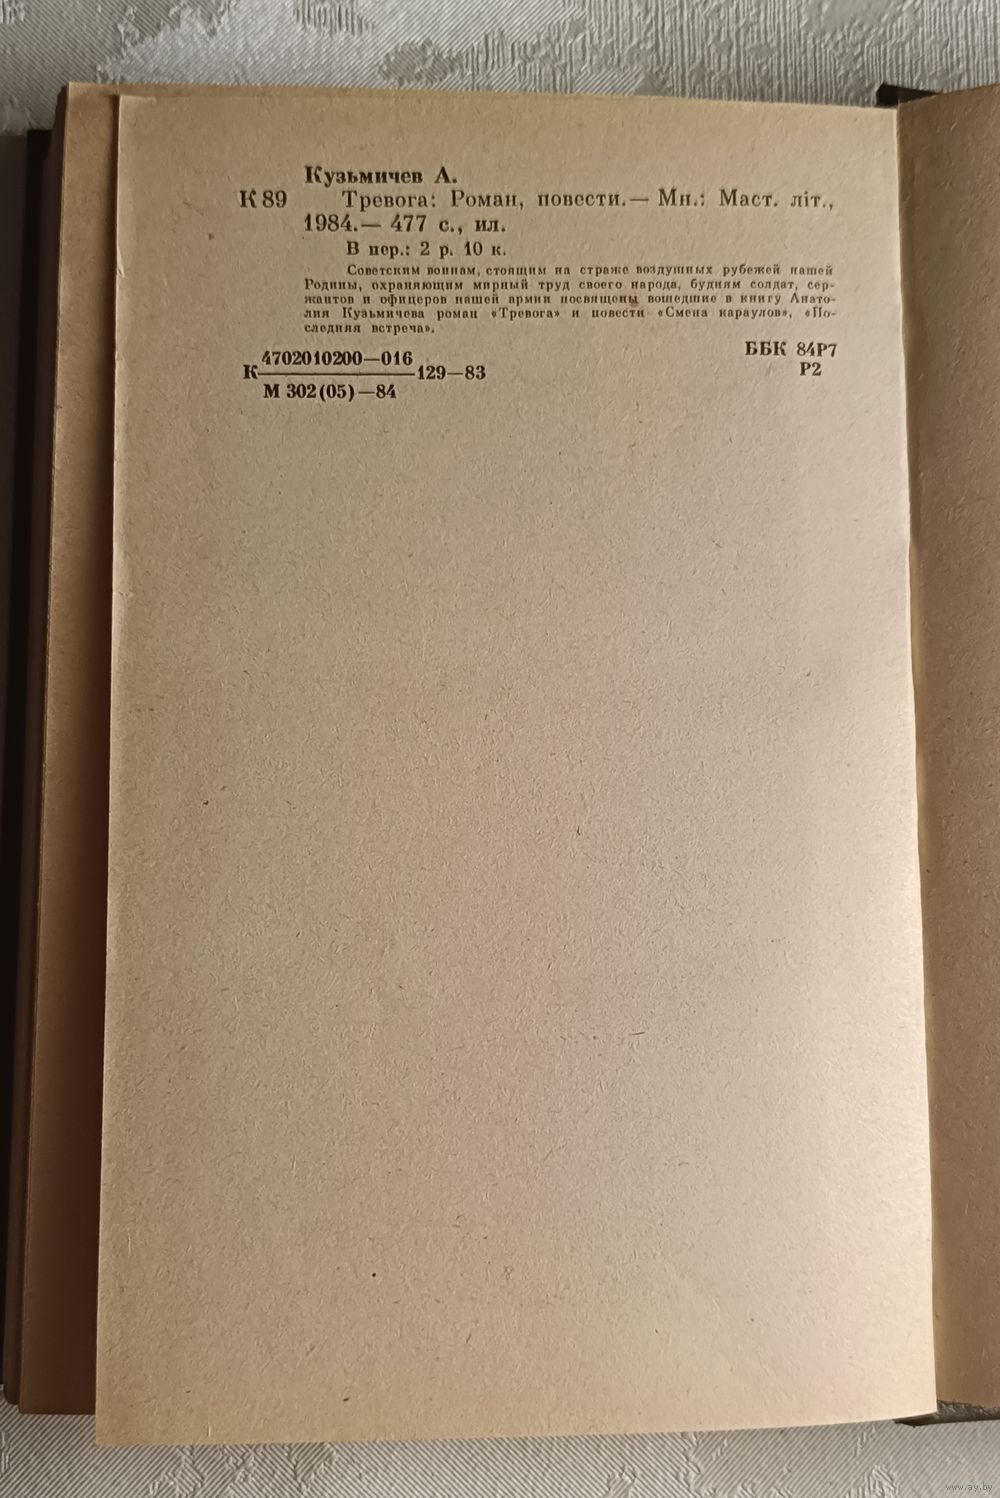 Кузьмичев А.
К 89 Тревога: Роман, повести.— Мн.: Маст. літ.,
1984.— 477 с., ил.
В пер.: 2 р. 10 к.
Советским воинам, стоящим на страже воздушных рубежей нашей
Родины, охраняющим мирный труд своего народа, будням солдат, сер-
жантов и офицеров нашей армии посвящены вошедшие в книгу Анато-
лия Кузьмичева роман «Тревога» и повести «Смена караулов», «По-
следняя встреча».
К 4702010200—016 129—83
М 302(05)—84
ББК 84Р7
Р2
www.ay.by